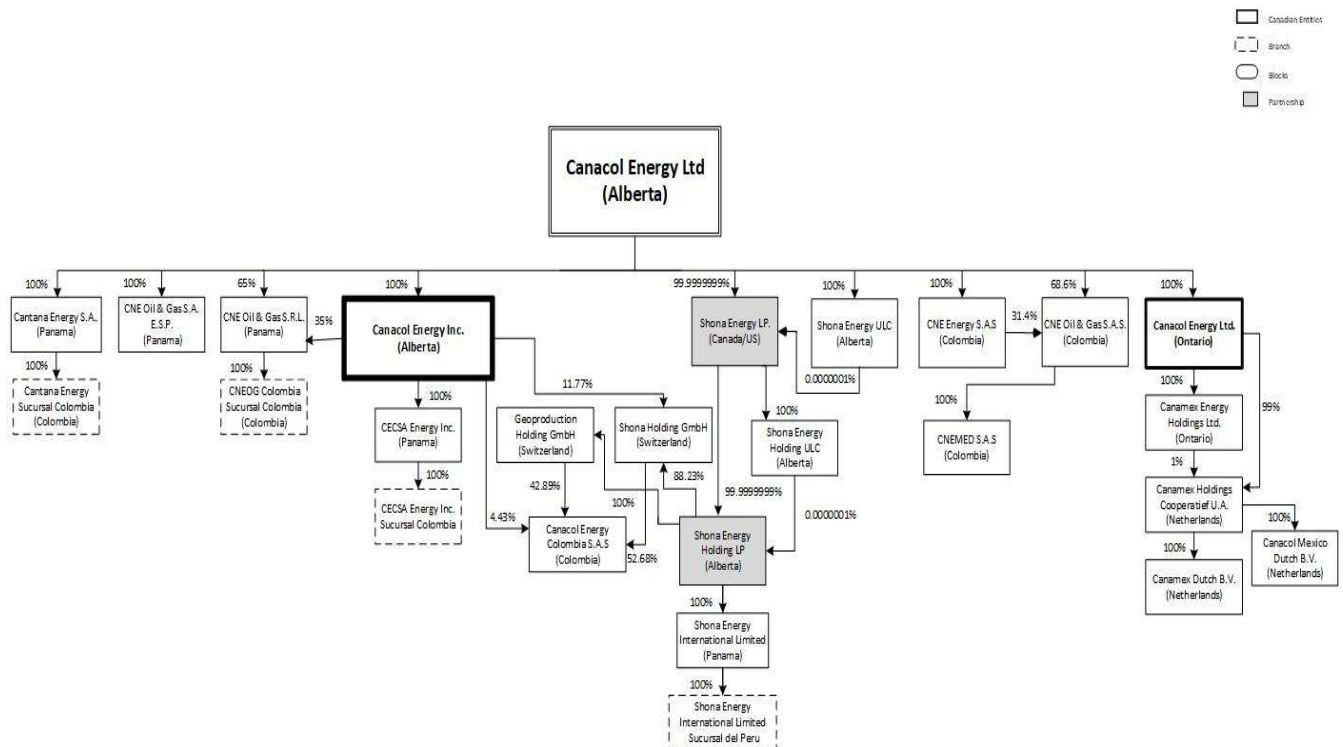 Canadian Entities
Branch
Blocks
Partnership
Canacol Energy Ltd
(Alberta)
100%
100%
65%
100%
99.9999999%
100%
100%
68.6%
100%
Cantana Energy S.A.
(Panama)
CNE Oil & Gas S.A.
E.S.P.
(Panama)
CNE Oil & Gas S.R.L.
(Panama)
35%
Canacol Energy Inc.
(Alberta)
Shona Energy LP.
(Canada/US)
Shona Energy ULC
(Alberta)
CNE Energy S.A.S
(Colombia)
31.4%
CNE Oil & Gas S.A.S.
(Colombia)
Canacol Energy Ltd.
(Ontario)
100%
100%
0.0000001%
100%
Cantana Energy
Sucursal Colombia
(Colombia)
CNEOG Colombia
Sucursal Colombia
(Colombia)
11.77%
100%
100%
100%
99%
CECSA Energy Inc.
(Panama)
Geoproduction
Holding GmbH
(Switzerland)
Shona Holding GmbH
(Switzerland)
Shona Energy
Holding ULC
(Alberta)
CNEMED S.A.S
(Colombia)
Canamex Energy
Holdings Ltd.
(Ontario)
100%
42.89%
88.23%
1%
CECSA Energy Inc.
Sucursal Colombia
4.43%
100%
99.9999999%
0.0000001%
Canamex Holdings
Cooperatief U.A.
(Netherlands)
100%
Canacol Energy
Colombia S.A.S
(Colombia)
52.68%
Shona Energy
Holding LP
(Alberta)
100%
Canacol Mexico
Dutch B.V.
(Netherlands)
Canamex Dutch B.V.
(Netherlands)
100%
Shona Energy
International Limited
(Panama)
100%
Shona Energy
International Limited
Sucursal del Peru